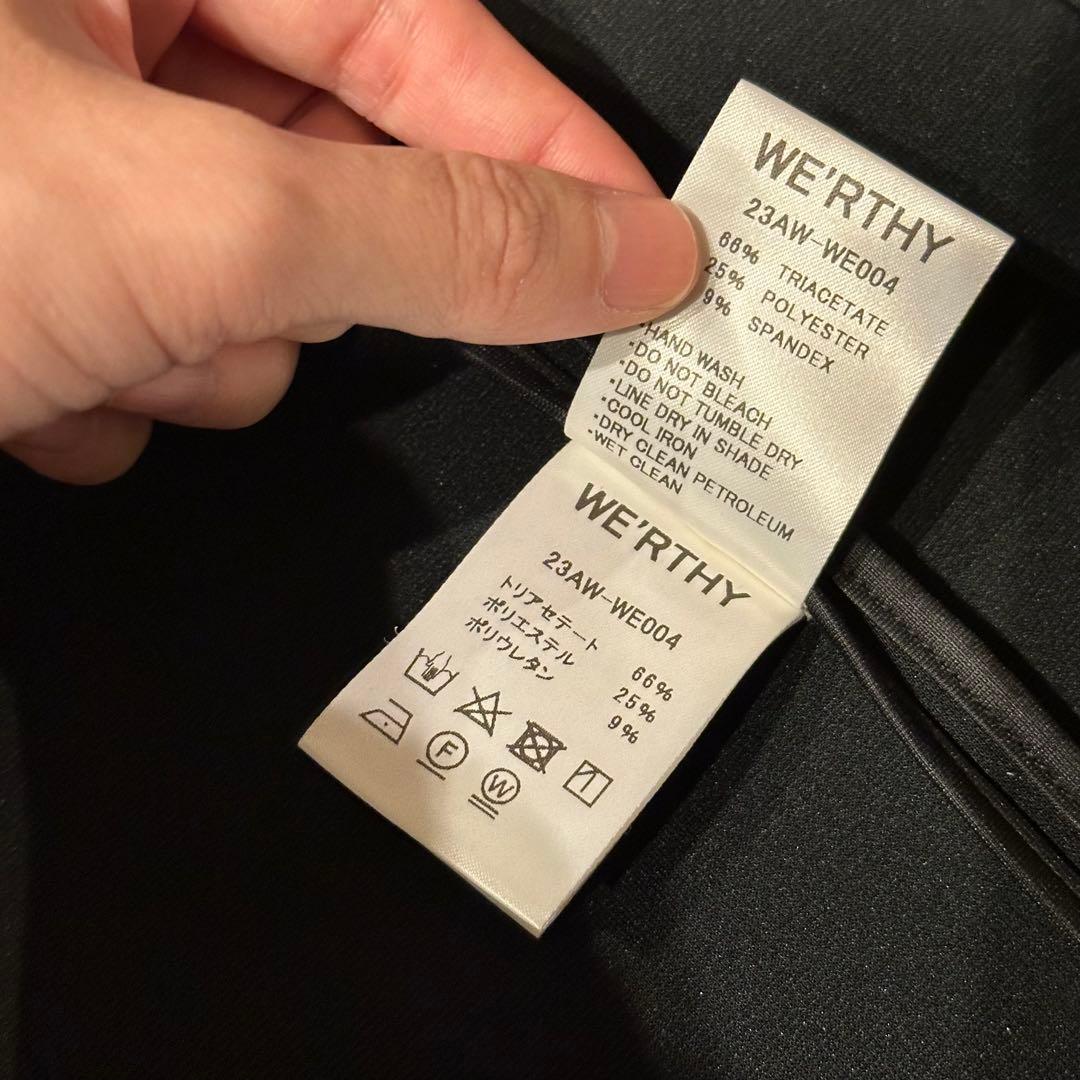 WE'RTHY
23AW-WE004
66% TRIACETATE
25% POLYESTER
9% SPANDEX
·HAND WASH
·DO NOT BLEACH
·DO NOT TUMBLE DRY
·LINE DRY IN SHADE
·COOL IRON
·DRY CLEAN PETROLEUM
·WET CLEAN
WE'RTHY
23AW-WE004
トリアセテート 66%
ポリエステル 25%
ポリウレタン 9%
F
W